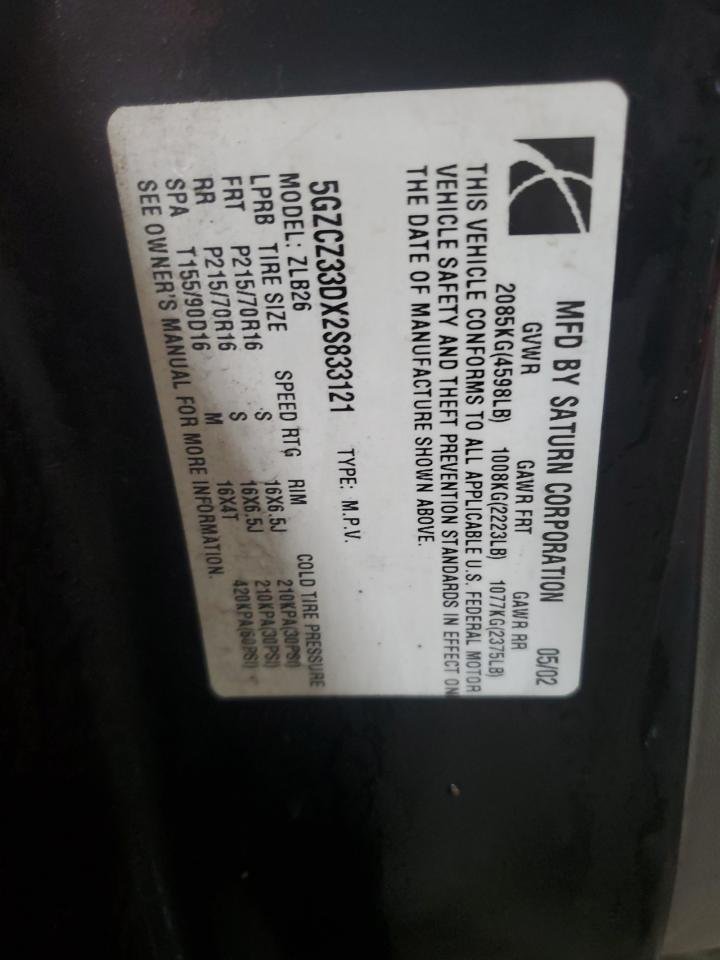 MFD BY SATURN CORPORATION 05/02
GVWR GAWR FRT GAWR RR
2085KG(4598LB) 1008KG(2223LB) 1077KG(2375LB)
THIS VEHICLE CONFORMS TO ALL APPLICABLE U.S. FEDERAL MOTOR
VEHICLE SAFETY AND THEFT PREVENTION STANDARDS IN EFFECT ON
THE DATE OF MANUFACTURE SHOWN ABOVE.
5GZCZ33DX2S833121 TYPE: M.P.V.
MODEL: ZLB26
LPRB TIRE SIZE SPEED RTG RIM COLD TIRE PRESSURE
FRT P215/70R16 S 16X6.5J 210KPA(30PSI)
RR P215/70R16 S 16X6.5J 210KPA(30PSI)
SPA T155/90D16 M 16X4T 420KPA(60PSI)
SEE OWNER'S MANUAL FOR MORE INFORMATION.